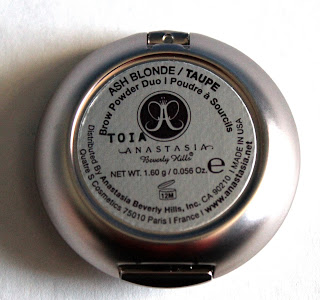 ASH BLONDE / TAUPE
Brow Powder Duo I Poudre à Sourcils
TOIA
ANASTASIA
Beverly Hills®
NET WT. 1.60 g / 0.056 Oz. e
12M
Distributed By Anastasia Beverly Hills, Inc. CA 90210 I MADE IN USA
Quatre S Cosmetics 75010 Paris I France I www.anastasia.net